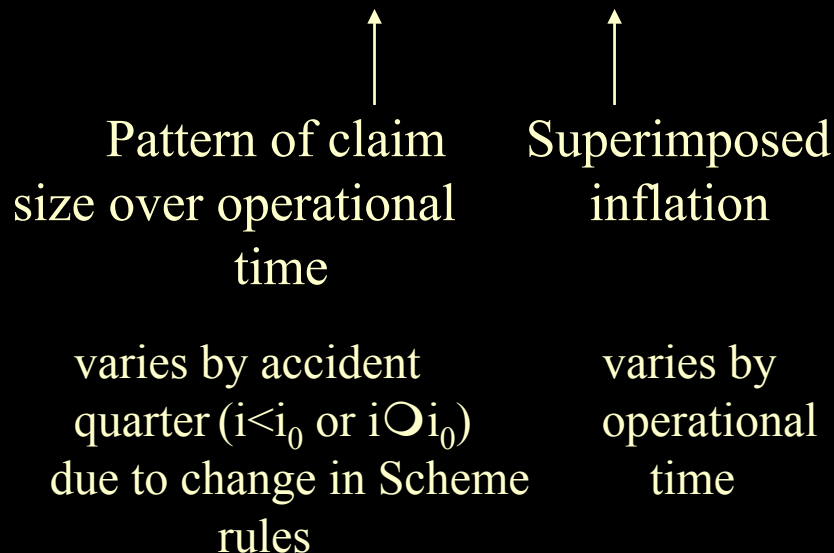 Pattern of claim
size over operational
time
Superimposed
inflation
varies by accident
quarter (i<i₀ or i❍i₀)
due to change in Scheme
rules
varies by
operational
time